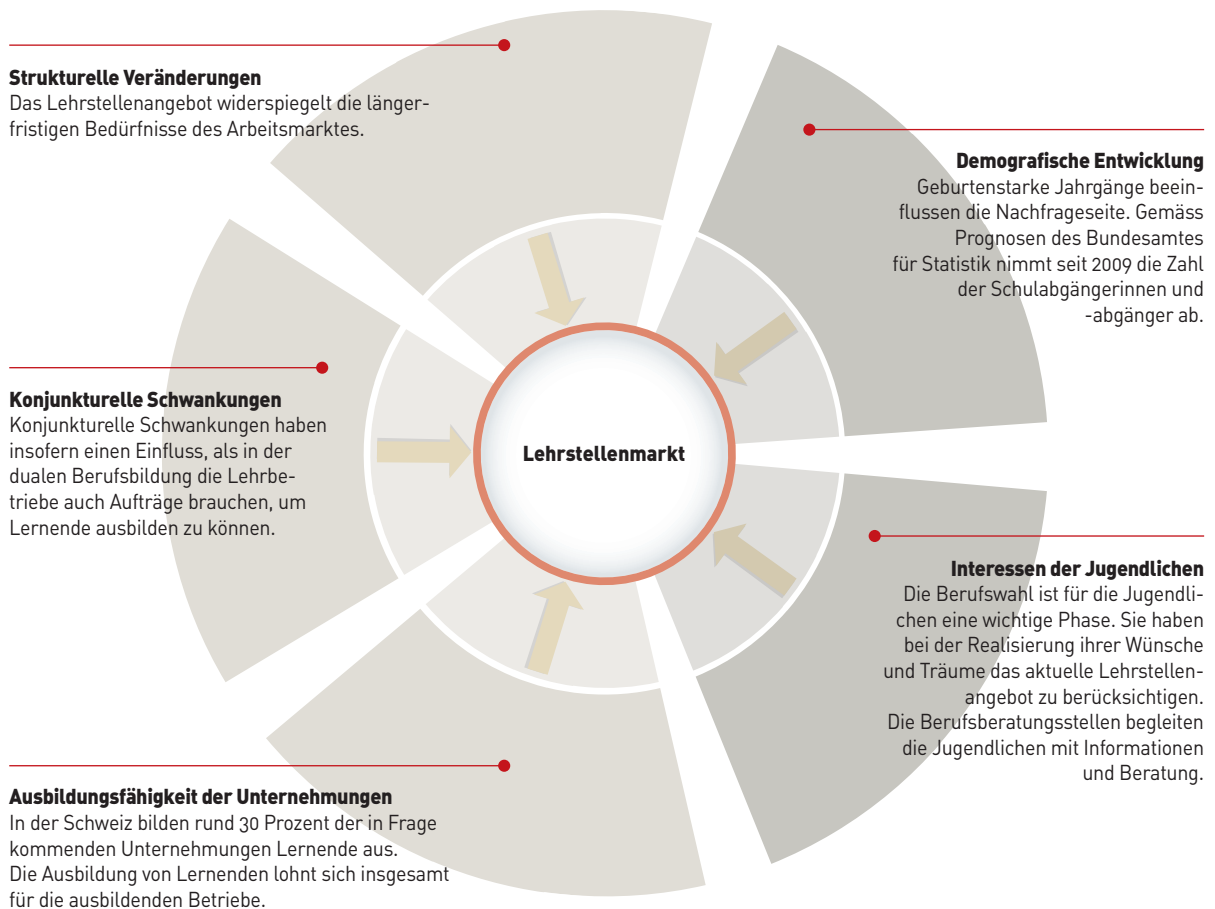 Strukturelle Veränderungen
Das Lehrstellenangebot widerspiegelt die länger-
fristigen Bedürfnisse des Arbeitsmarktes.
Demografische Entwicklung
Geburtenstarke Jahrgänge beein-
flussen die Nachfrageseite. Gemäss
Prognosen des Bundesamtes
für Statistik nimmt seit 2009 die Zahl
der Schulabgängerinnen und
-abgänger ab.
Konjunkturelle Schwankungen
Konjunkturelle Schwankungen haben
insofern einen Einfluss, als in der
dualen Berufsbildung die Lehrbe-
triebe auch Aufträge brauchen, um
Lernende ausbilden zu können.
Lehrstellenmarkt
Interessen der Jugendlichen
Die Berufswahl ist für die Jugendli-
chen eine wichtige Phase. Sie haben
bei der Realisierung ihrer Wünsche
und Träume das aktuelle Lehrstellen-
angebot zu berücksichtigen.
Die Berufsberatungsstellen begleiten
die Jugendlichen mit Informationen
und Beratung.
Ausbildungsfähigkeit der Unternehmungen
In der Schweiz bilden rund 30 Prozent der in Frage
kommenden Unternehmungen Lernende aus.
Die Ausbildung von Lernenden lohnt sich insgesamt
für die ausbildenden Betriebe.